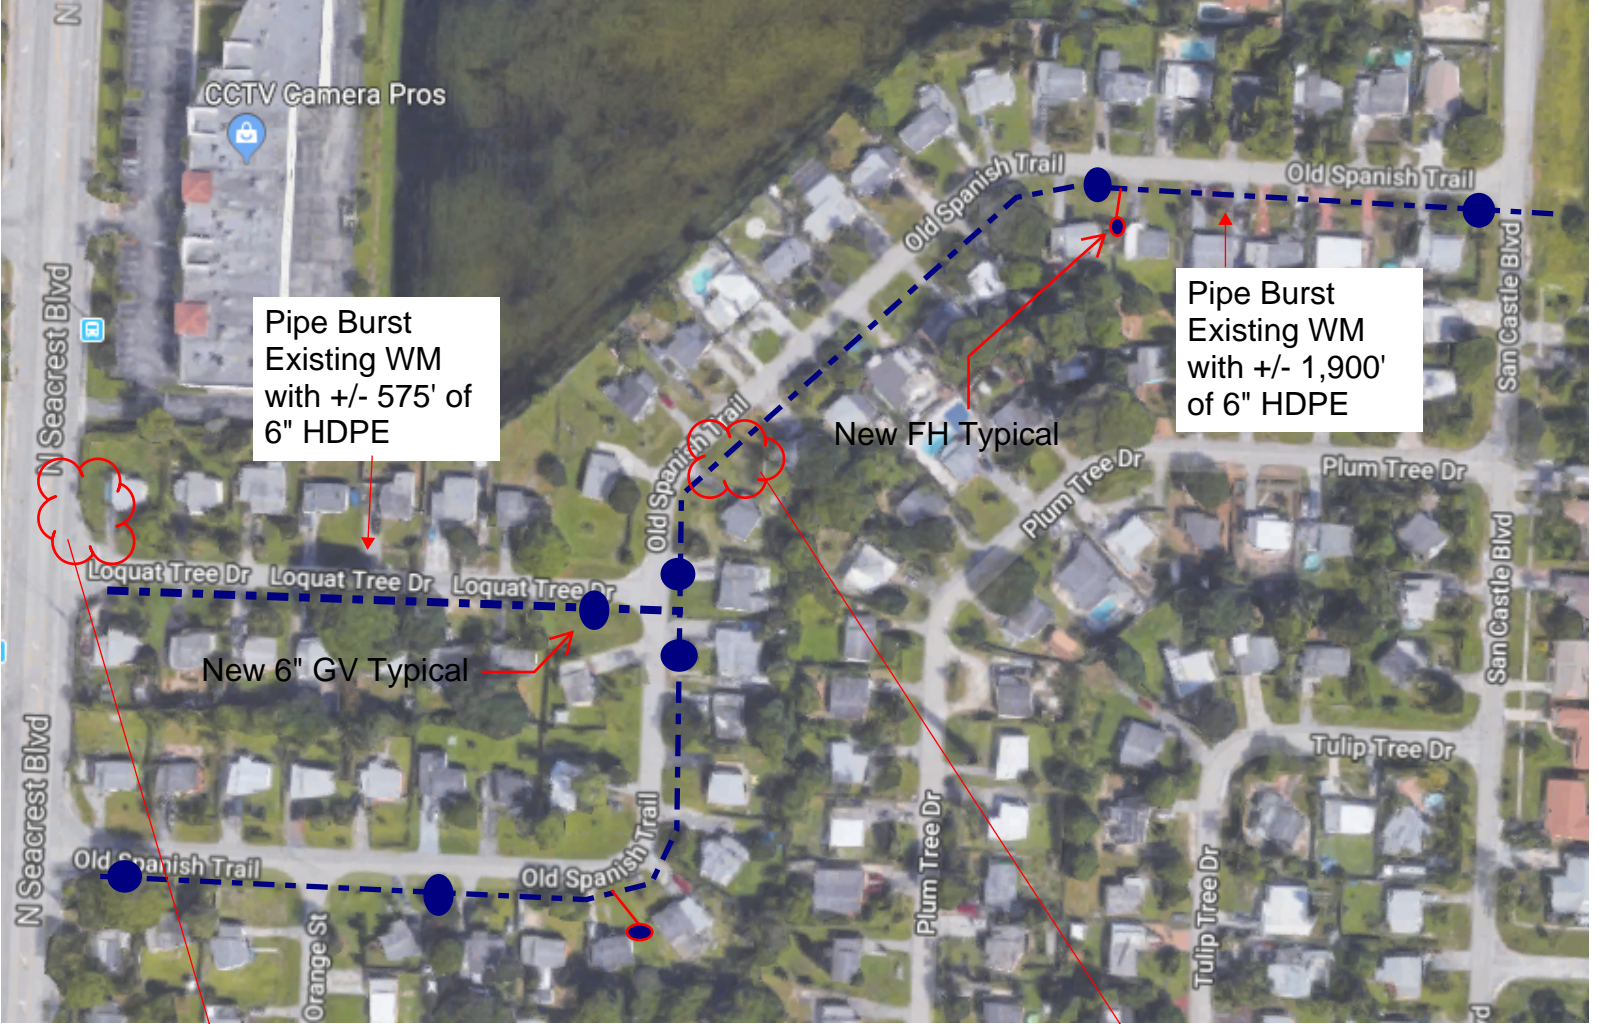 N
CCTV Camera Pros
Old Spanish Trail
Old Spanish Trail
Old Spanish Trail
N Seacrest Blvd
San Castle Blvd
Pipe Burst
Existing WM
with +/- 575' of
6" HDPE
Pipe Burst
Existing WM
with +/- 1,900'
of 6" HDPE
New FH Typical
Old Spanish Trail
Plum Tree Dr
Plum Tree Dr
Loquat Tree Dr
Loquat Tree Dr
Loquat Tree Dr
San Castle Blvd
New 6" GV Typical
N Seacrest Blvd
Tulip Tree Dr
Old Spanish Trail
Old Spanish Trail
Plum Tree Dr
Tulip Tree Dr
Orange St